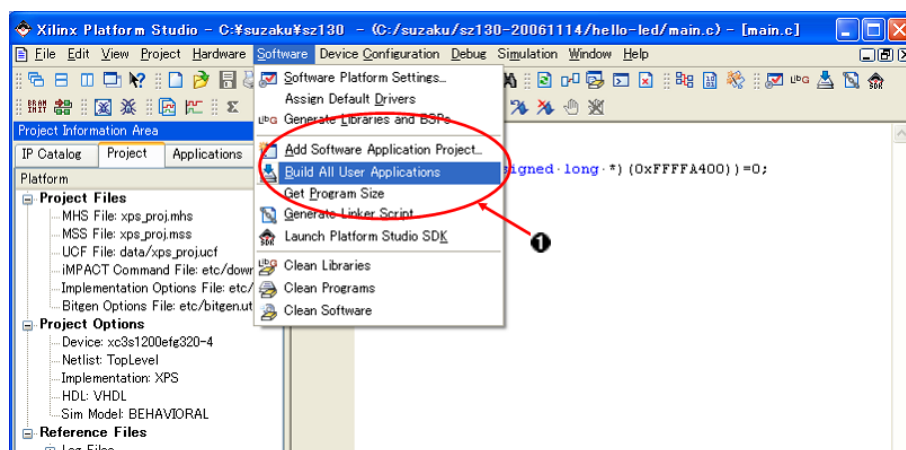 Xilinx Platform Studio - C:¥suzaku¥sz130 - (C:/suzaku/sz130-20061114/hello-led/main.c) - [main.c]
File Edit View Project Hardware Software Device Configuration Debug Simulation Window Help
Project Information Area
IP Catalog Project Applications
Platform
Project Files
MHS File: xps_proj.mhs
MSS File: xps_proj.mss
UCF File: data/xps_proj.ucf
iMPACT Command File: etc/down
Implementation Options File: etc/
Bitgen Options File: etc/bitgen.ut
Project Options
Device: xc3s1200efg320-4
Netlist: TopLevel
Implementation: XPS
HDL: VHDL
Sim Model: BEHAVIORAL
Reference Files
Log Files
Software Platform Settings...
Assign Default Drivers
Generate Libraries and BSPs
Add Software Application Project...
Build All User Applications
Get Program Size
Generate Linker Script
Launch Platform Studio SDK
Clean Libraries
Clean Programs
Clean Software
signed long *)(0xFFFFA400))=0;
1